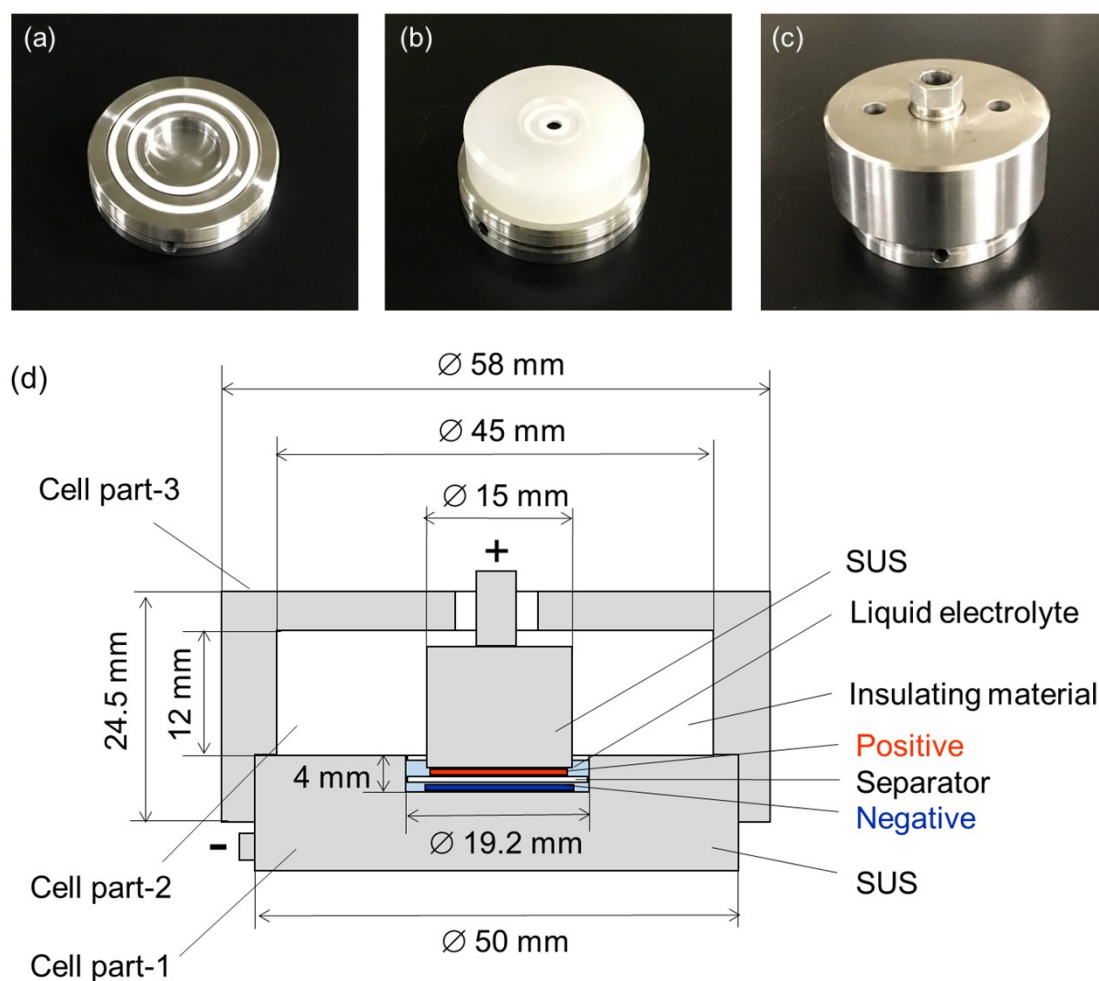 (a)
(b)
(c)
(d)
∅ 58 mm
∅ 45 mm
Cell part-3
∅ 15 mm
+
SUS
Liquid electrolyte
24.5 mm
12 mm
Insulating material
Positive
4 mm
Separator
Negative
-
∅ 19.2 mm
Cell part-2
SUS
∅ 50 mm
Cell part-1